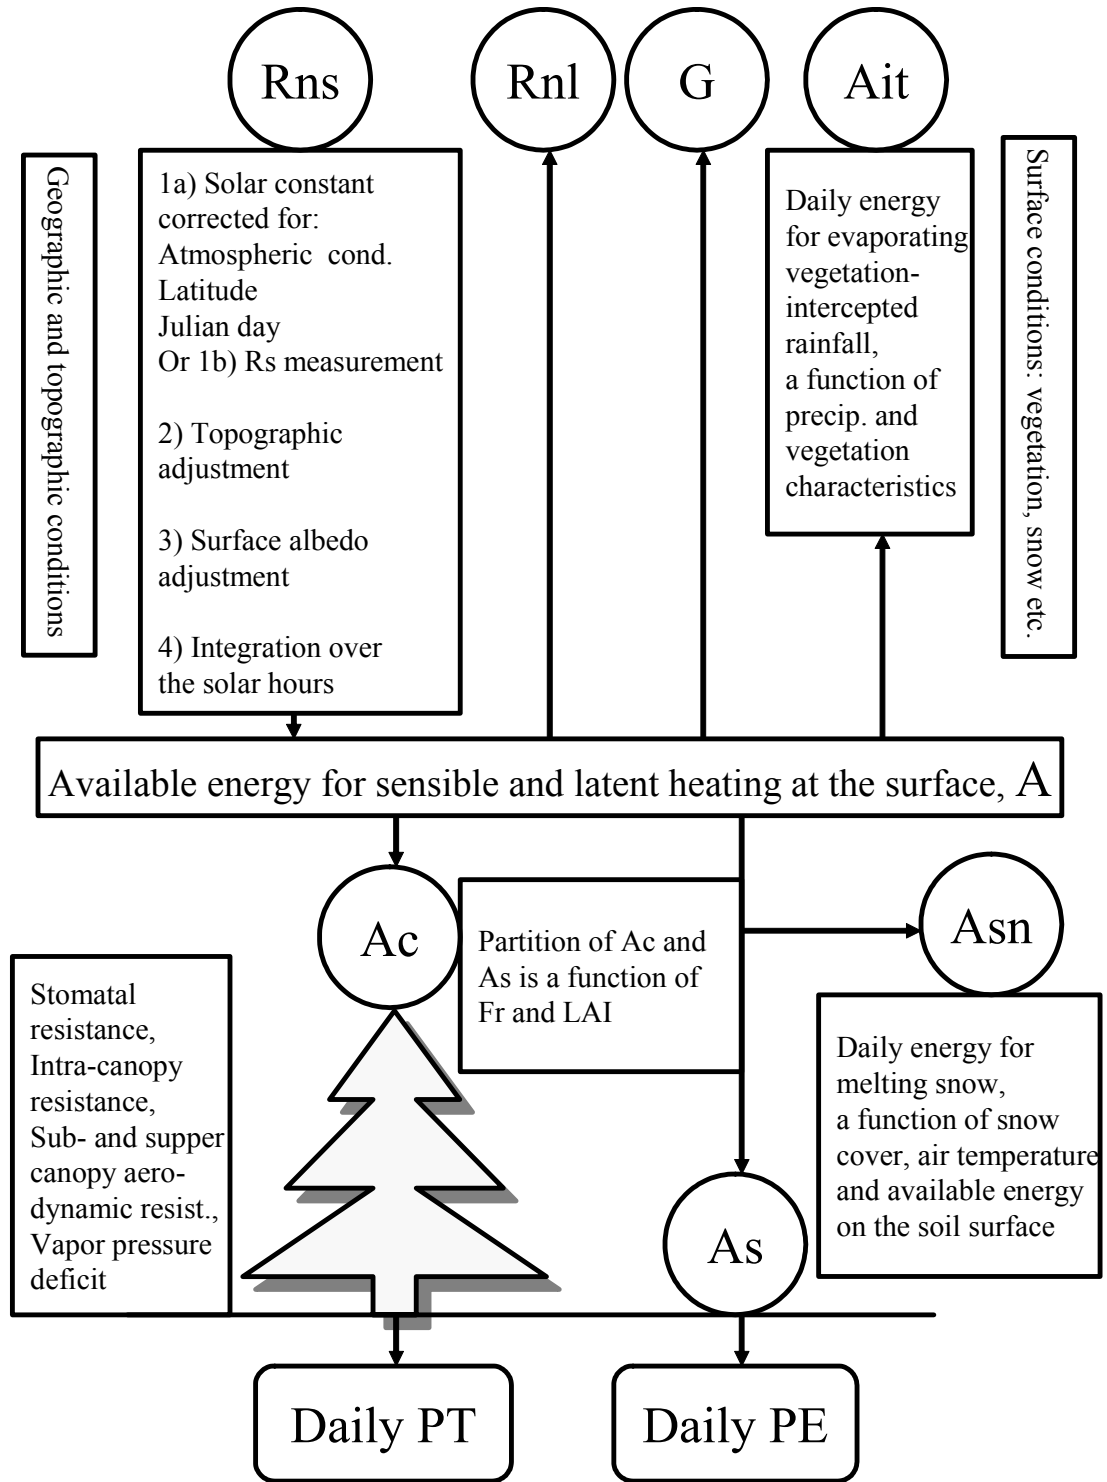 Rns
Rnl
G
Ait
Geographic and topographic conditions
1a) Solar constant
corrected for:
Atmospheric cond.
Latitude
Julian day
Or 1b) Rs measurement
2) Topographic
adjustment
3) Surface albedo
adjustment
4) Integration over
the solar hours
Daily energy
for evaporating
vegetation-
intercepted
rainfall,
a function of
precip. and
vegetation
characteristics
Surface conditions: vegetation, snow etc.
Available energy for sensible and latent heating at the surface, A
Ac
Partition of Ac and
As is a function of
Fr and LAI
Asn
Stomatal
resistance,
Intra-canopy
resistance,
Sub- and supper
canopy aero-
dynamic resist.,
Vapor pressure
deficit
Daily energy for
melting snow,
a function of snow
cover, air temperature
and available energy
on the soil surface
As
Daily PT
Daily PE